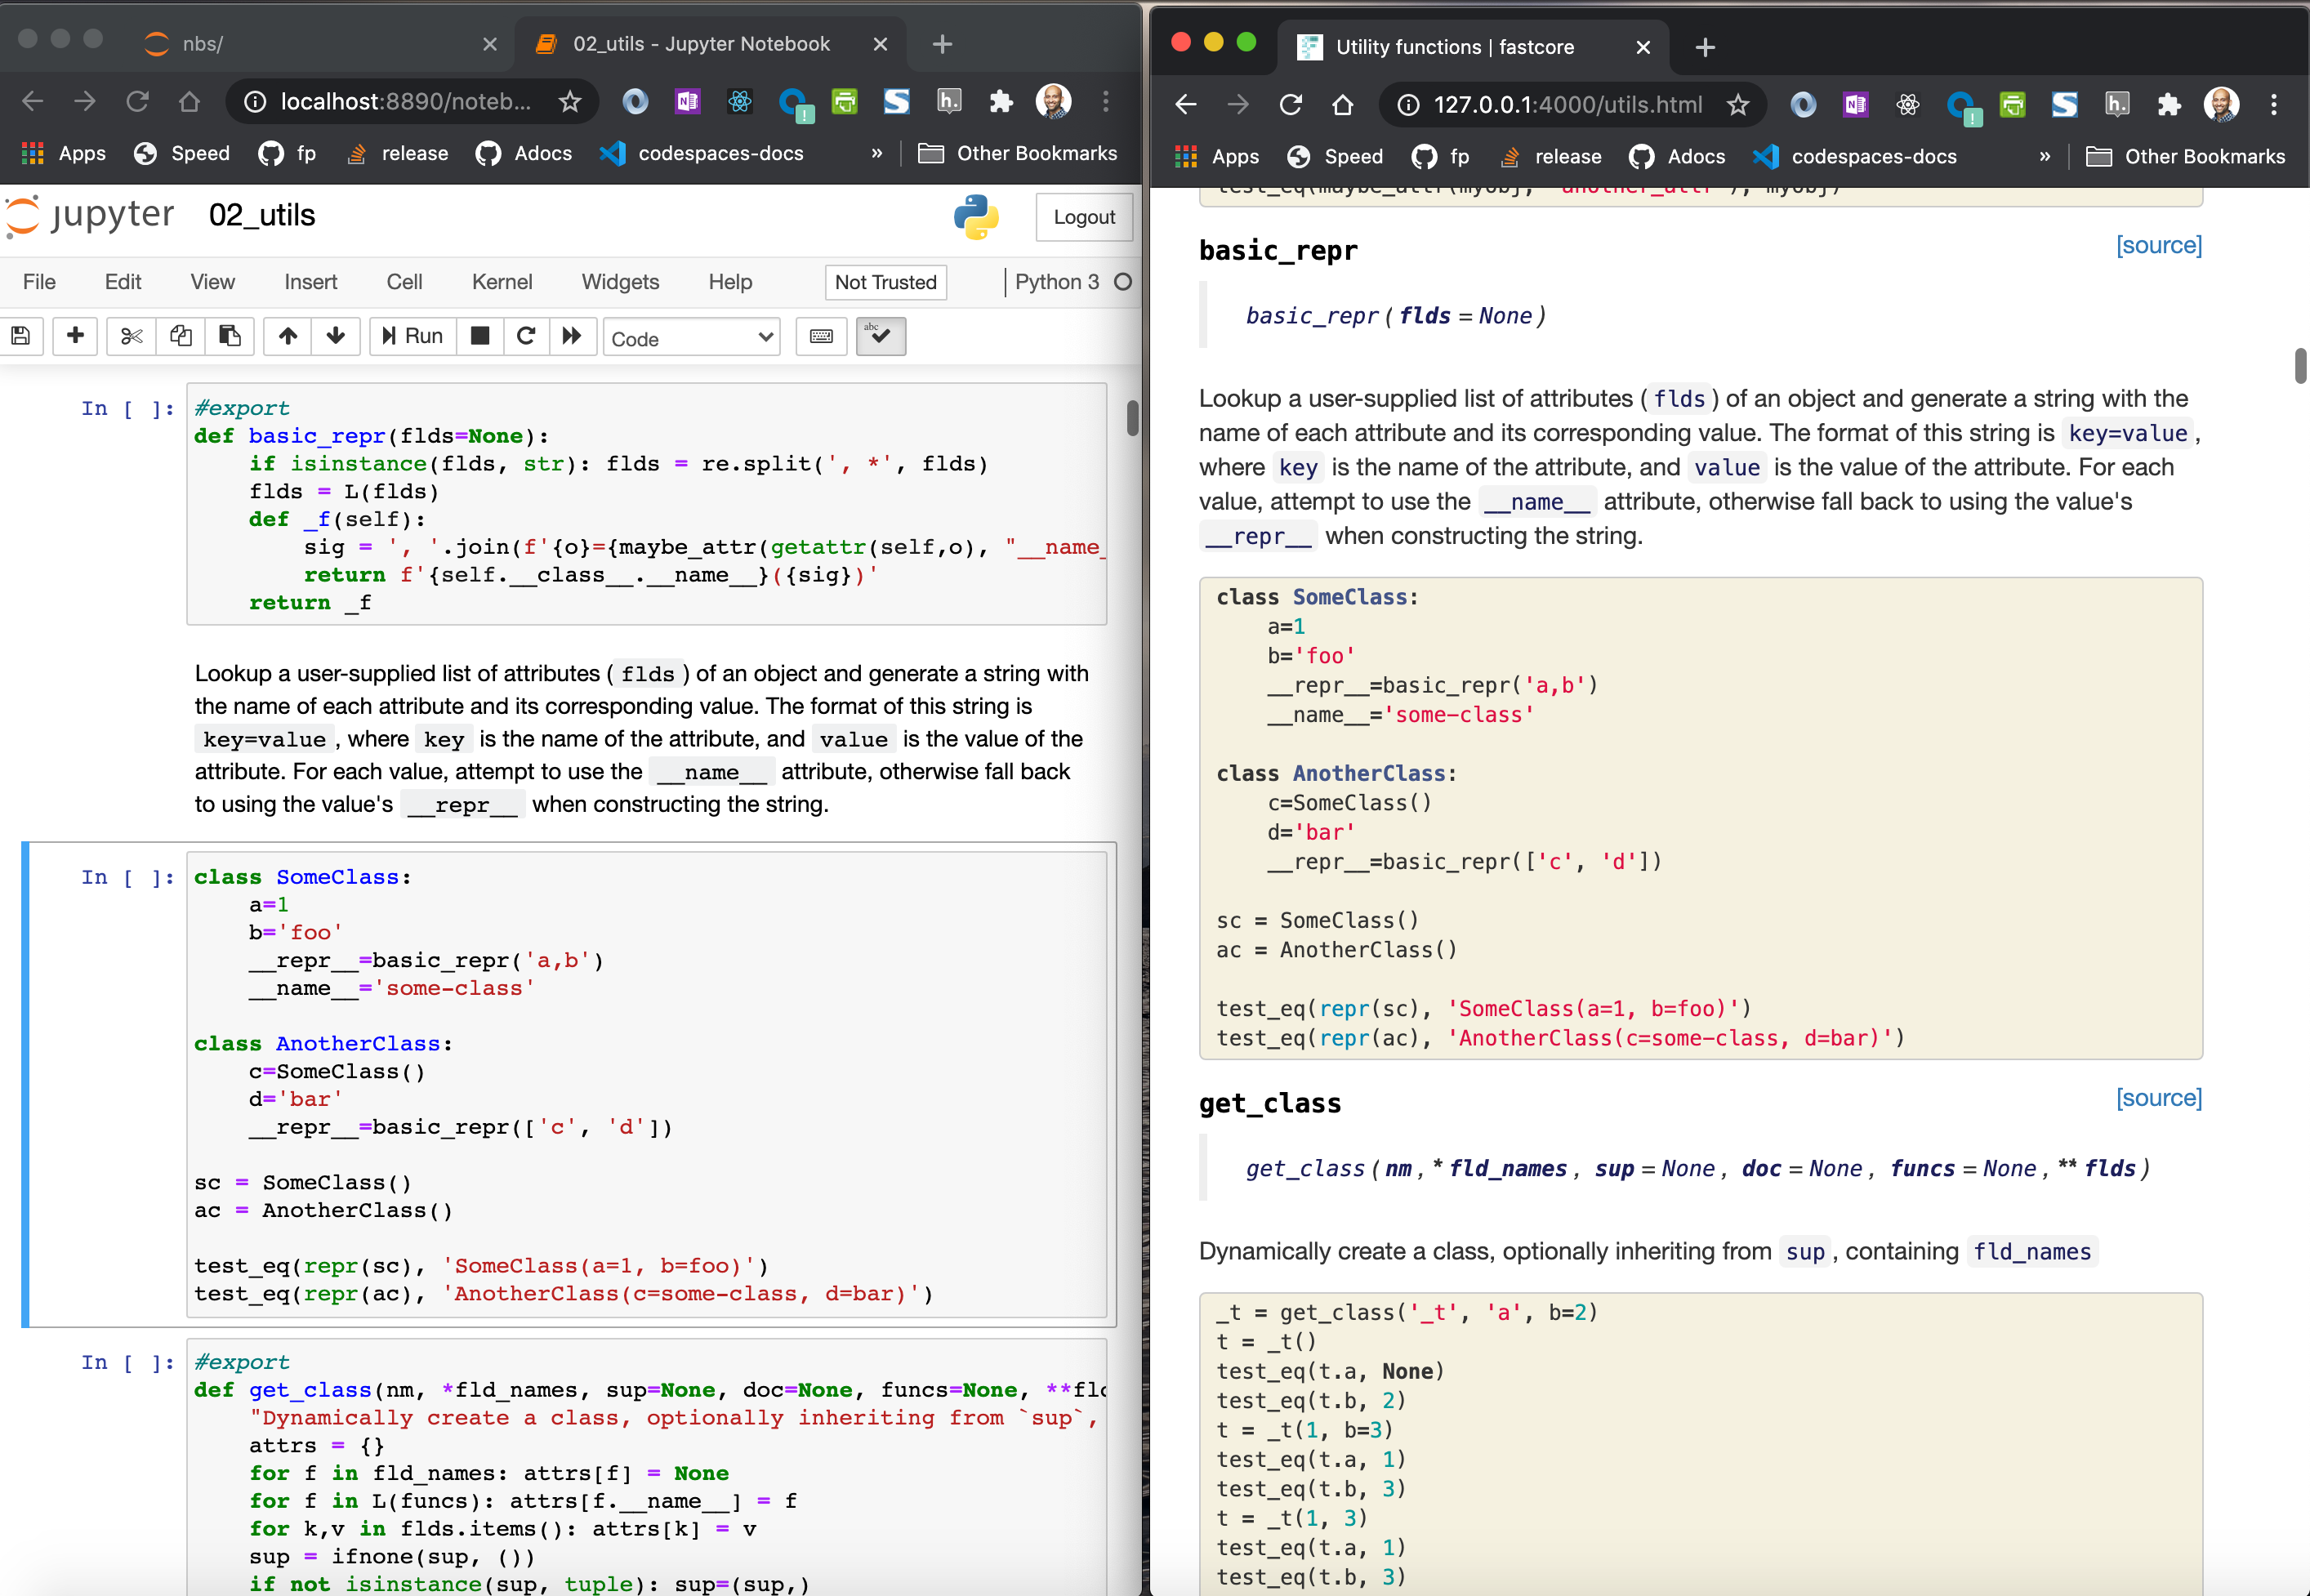 nbs/
02_utils - Jupyter Notebook
localhost:8890/noteb...
Apps Speed fp release Adocs codespaces-docs » Other Bookmarks
jupyter 02_utils
Logout
File Edit View Insert Cell Kernel Widgets Help Not Trusted Python 3
Run Code abc
In [ ]: #export
def basic_repr(flds=None):
    if isinstance(flds, str): flds = re.split(', *', flds)
    flds = L(flds)
    def _f(self):
        sig = ', '.join(f'{o}={maybe_attr(getattr(self,o), "__name_
        return f'{self.__class__.__name__}({sig})'
    return _f
Lookup a user-supplied list of attributes ( flds ) of an object and generate a string with
the name of each attribute and its corresponding value. The format of this string is
key=value , where key is the name of the attribute, and value is the value of the
attribute. For each value, attempt to use the __name__ attribute, otherwise fall back
to using the value's __repr__ when constructing the string.
In [ ]: class SomeClass:
    a=1
    b='foo'
    __repr__=basic_repr('a,b')
    __name__='some-class'
class AnotherClass:
    c=SomeClass()
    d='bar'
    __repr__=basic_repr(['c', 'd'])
sc = SomeClass()
ac = AnotherClass()
test_eq(repr(sc), 'SomeClass(a=1, b=foo)')
test_eq(repr(ac), 'AnotherClass(c=some-class, d=bar)')
In [ ]: #export
def get_class(nm, *fld_names, sup=None, doc=None, funcs=None, **fld
    "Dynamically create a class, optionally inheriting from `sup`,
    attrs = {}
    for f in fld_names: attrs[f] = None
    for f in L(funcs): attrs[f.__name__] = f
    for k,v in flds.items(): attrs[k] = v
    sup = ifnone(sup, ())
    if not isinstance(sup, tuple): sup=(sup,)
Utility functions | fastcore
127.0.0.1:4000/utils.html
Apps Speed fp release Adocs codespaces-docs » Other Bookmarks
test_eq(maybe_attr(myobj, 'another_attr'), myobj)
basic_repr [source]
basic_repr(flds=None)
Lookup a user-supplied list of attributes ( flds ) of an object and generate a string with the
name of each attribute and its corresponding value. The format of this string is key=value ,
where key is the name of the attribute, and value is the value of the attribute. For each
value, attempt to use the __name__ attribute, otherwise fall back to using the value's
__repr__ when constructing the string.
class SomeClass:
    a=1
    b='foo'
    __repr__=basic_repr('a,b')
    __name__='some-class'
class AnotherClass:
    c=SomeClass()
    d='bar'
    __repr__=basic_repr(['c', 'd'])
sc = SomeClass()
ac = AnotherClass()
test_eq(repr(sc), 'SomeClass(a=1, b=foo)')
test_eq(repr(ac), 'AnotherClass(c=some-class, d=bar)')
get_class [source]
get_class(nm, *fld_names, sup=None, doc=None, funcs=None, **flds)
Dynamically create a class, optionally inheriting from sup , containing fld_names
_t = get_class('_t', 'a', b=2)
t = _t()
test_eq(t.a, None)
test_eq(t.b, 2)
t = _t(1, b=3)
test_eq(t.a, 1)
test_eq(t.b, 3)
t = _t(1, 3)
test_eq(t.a, 1)
test_eq(t.b, 3)